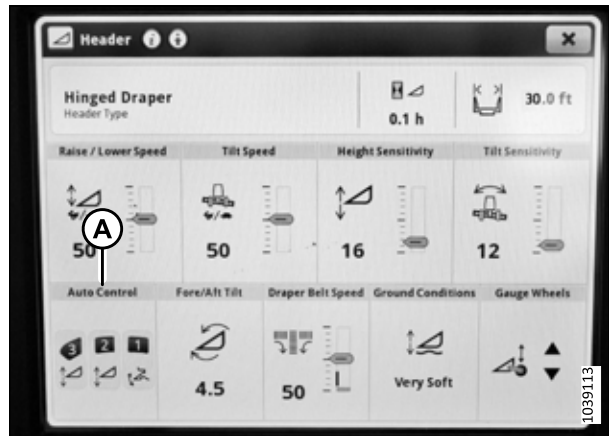 Header
Hinged Draper
Header Type
0.1 h
30.0 ft
Raise / Lower Speed
Tilt Speed
Height Sensitivity
Tilt Sensitivity
50
50
16
12
A
Auto Control
Fore/Aft Tilt
Draper Belt Speed
Ground Conditions
Gauge Wheels
3 2 1
4.5
50
Very Soft
1039113